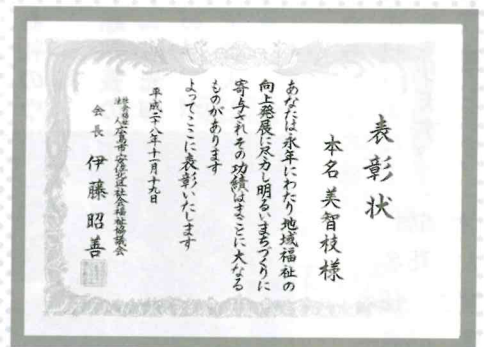 表彰状
本名美智枝様
あなたは永年にわたり地域福祉の
向上発展に尽力し明るいまちづくりに
寄与されその功績はまことに大なる
ものがあります
よってここに表彰いたします
平成二十八年十一月十九日
社会福祉法人広島市安佐北区社会福祉協議会
会長 伊藤昭善